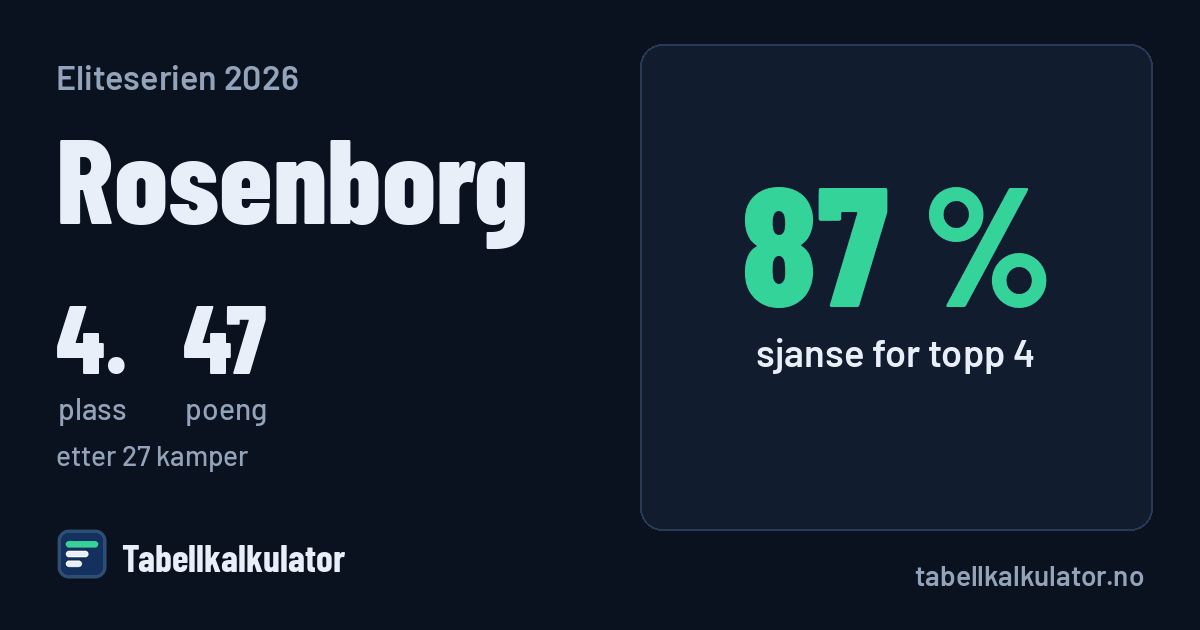 Eliteserien 2026
Rosenborg
4. 47
plass poeng
etter 27 kamper
Tabellkalkulator
87 %
sjanse for topp 4
tabellkalkulator.no